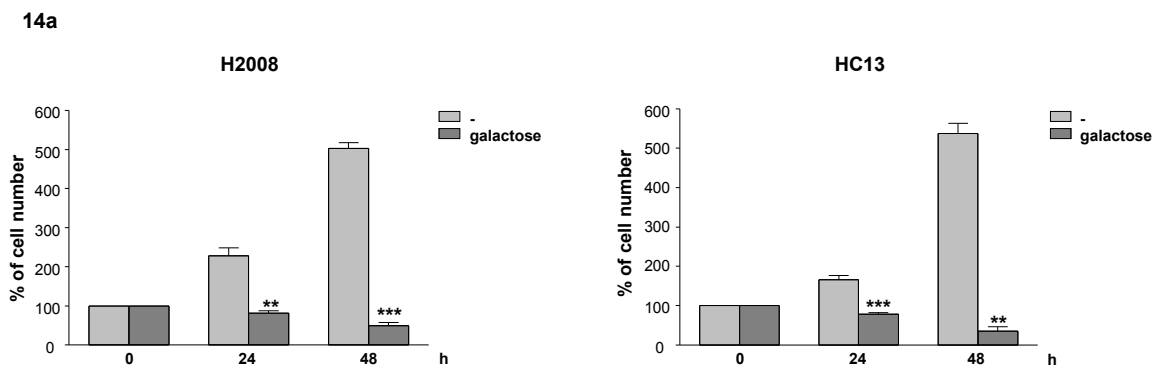 14a
H2008
% of cell number
600
500
400
300
200
100
0
**
***
0 24 48 h
-
galactose
HC13
% of cell number
600
500
400
300
200
100
0
***
**
0 24 48 h
-
galactose